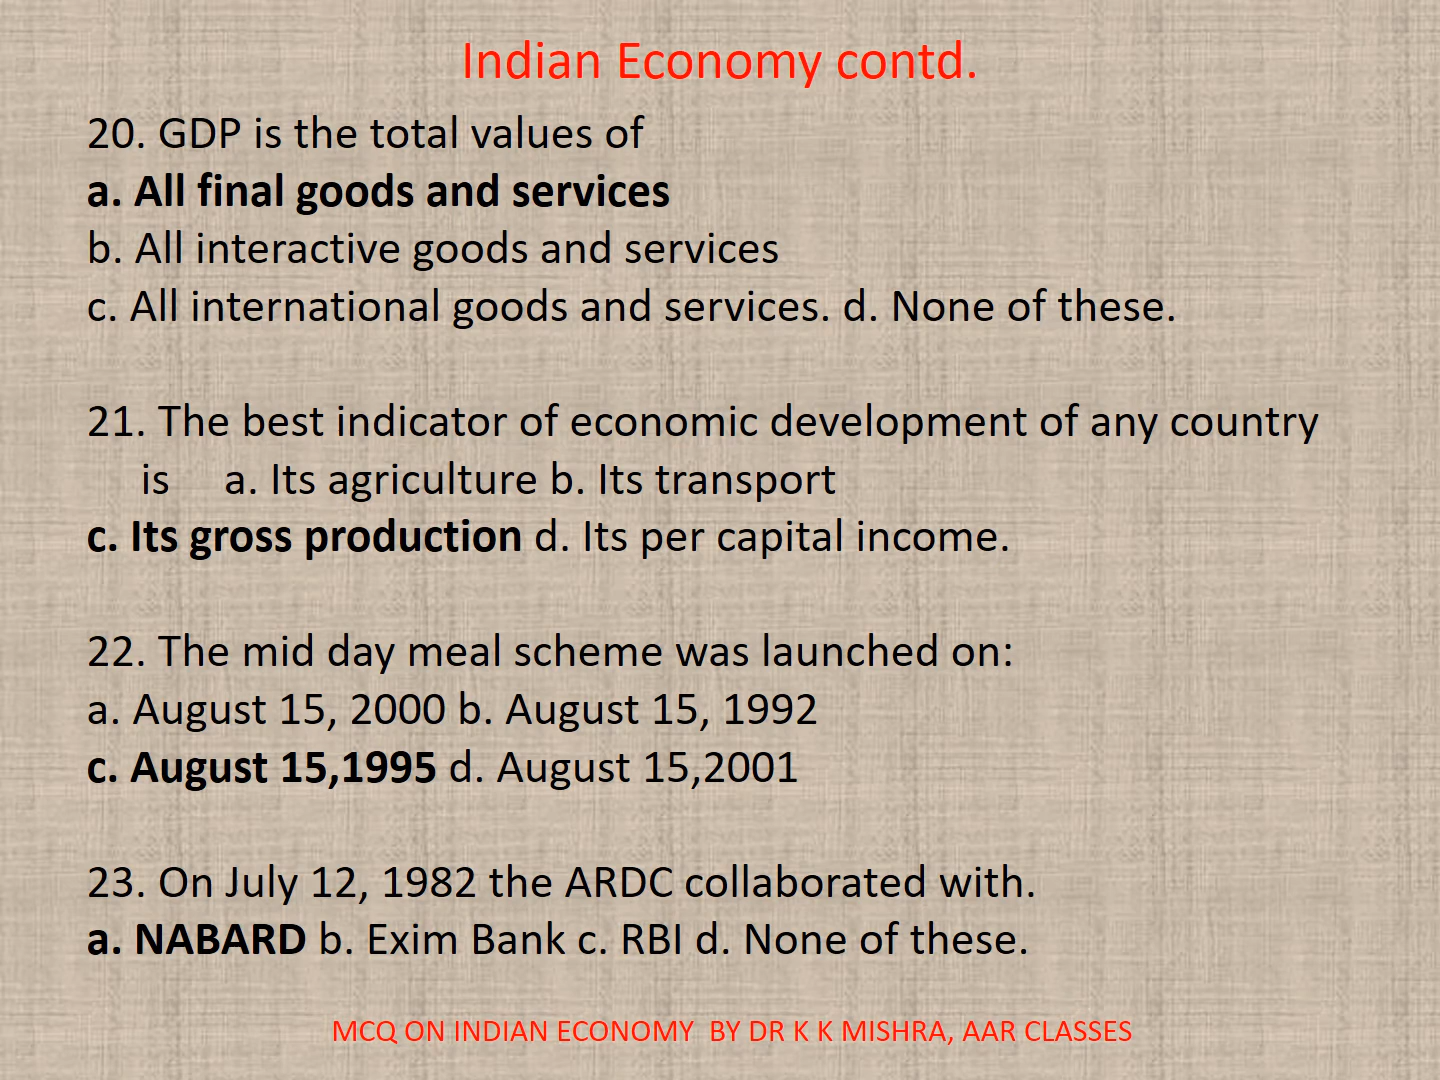 Indian Economy contd.
20. GDP is the total values of
a. All final goods and services
b. All interactive goods and services
c. All international goods and services. d. None of these.
21. The best indicator of economic development of any country
is a. Its agriculture b. Its transport
c. Its gross production d. Its per capital income.
22. The mid day meal scheme was launched on:
a. August 15, 2000 b. August 15, 1992
c. August 15,1995 d. August 15,2001
23. On July 12, 1982 the ARDC collaborated with.
a. NABARD b. Exim Bank c. RBI d. None of these.
MCQ ON INDIAN ECONOMY BY DR K K MISHRA, AAR CLASSES